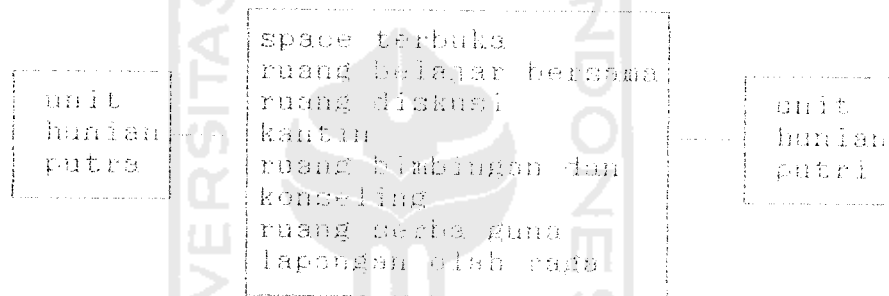 unit
hunian
putra
space terbuka
ruang belajar bersama
ruang diskusi
kantin
ruang bimbingan dan
konseling
ruang serba guna
lapangan olah raga
unit
hunian
putri